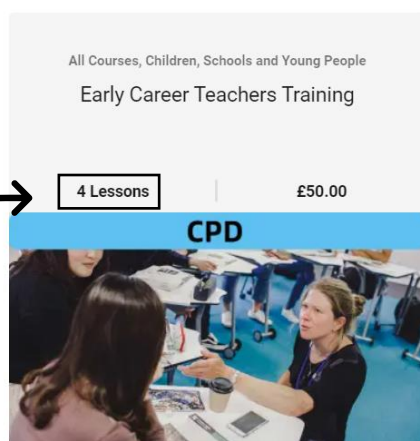 All Courses, Children, Schools and Young People
Early Career Teachers Training
4 Lessons
£50.00
CPD